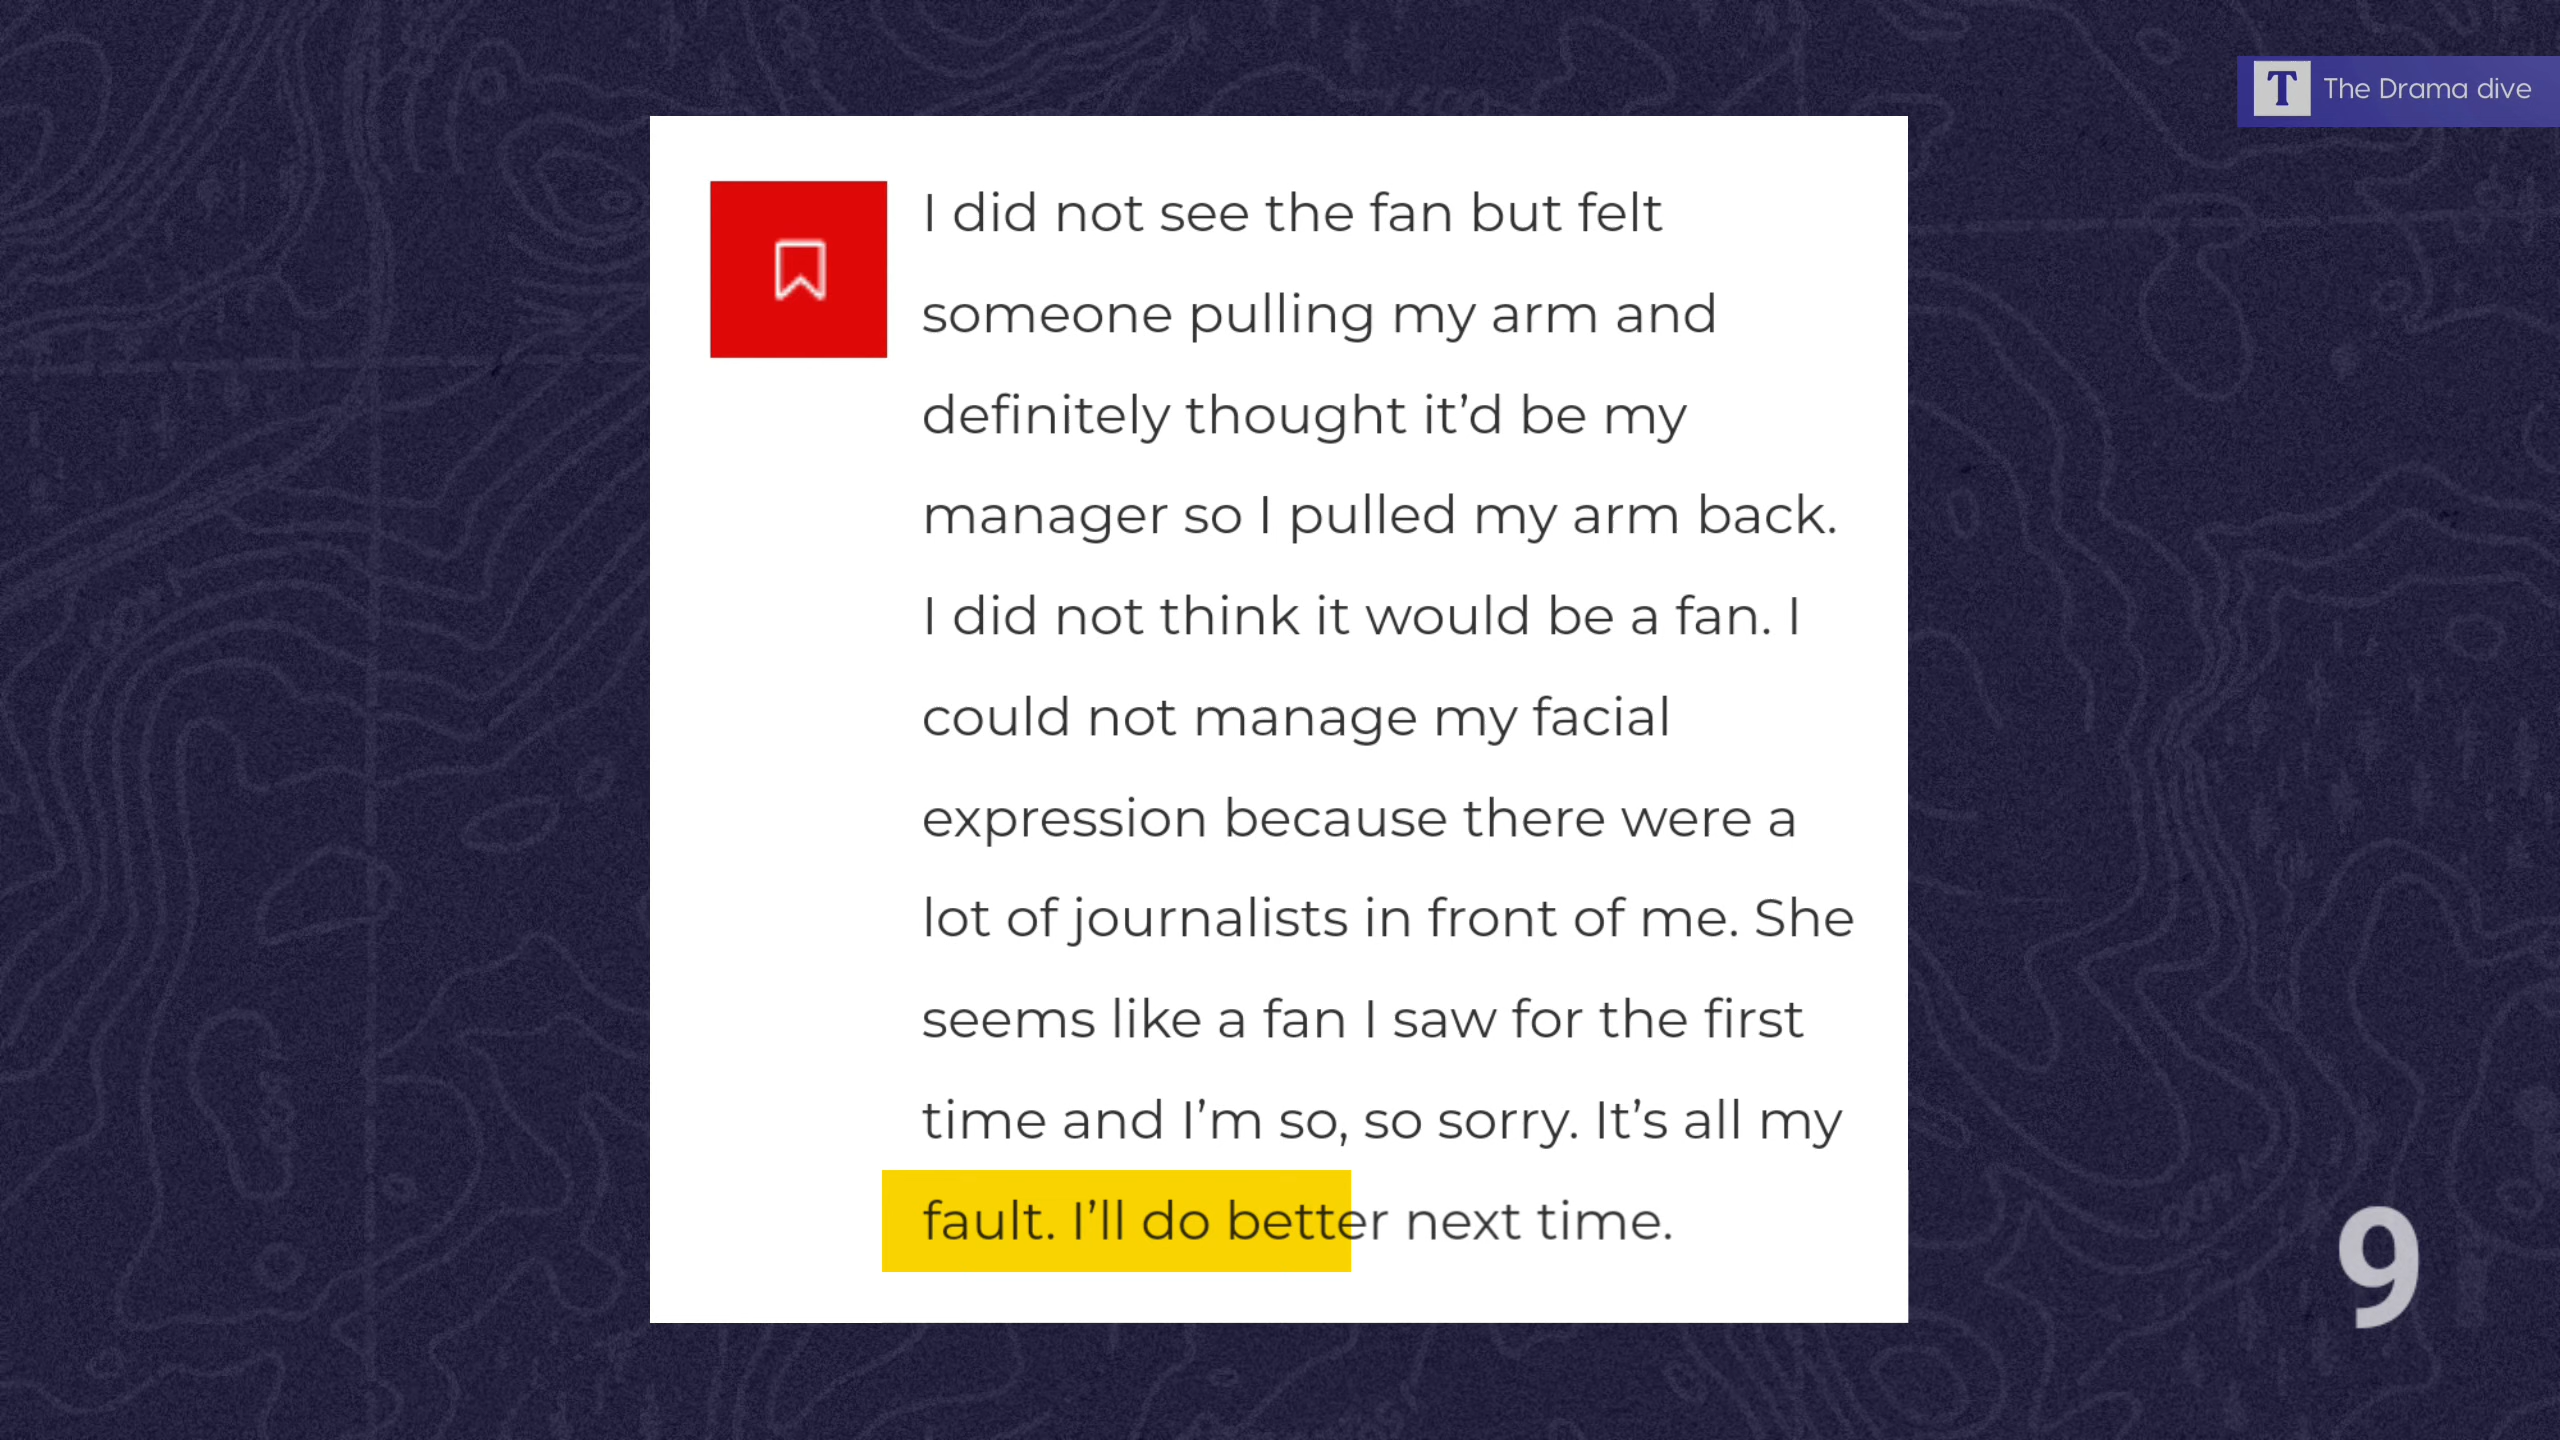 T The Drama dive
I did not see the fan but felt
someone pulling my arm and
definitely thought it’d be my
manager so I pulled my arm back.
I did not think it would be a fan. I
could not manage my facial
expression because there were a
lot of journalists in front of me. She
seems like a fan I saw for the first
time and I’m so, so sorry. It’s all my
fault. I’ll do better next time.
9